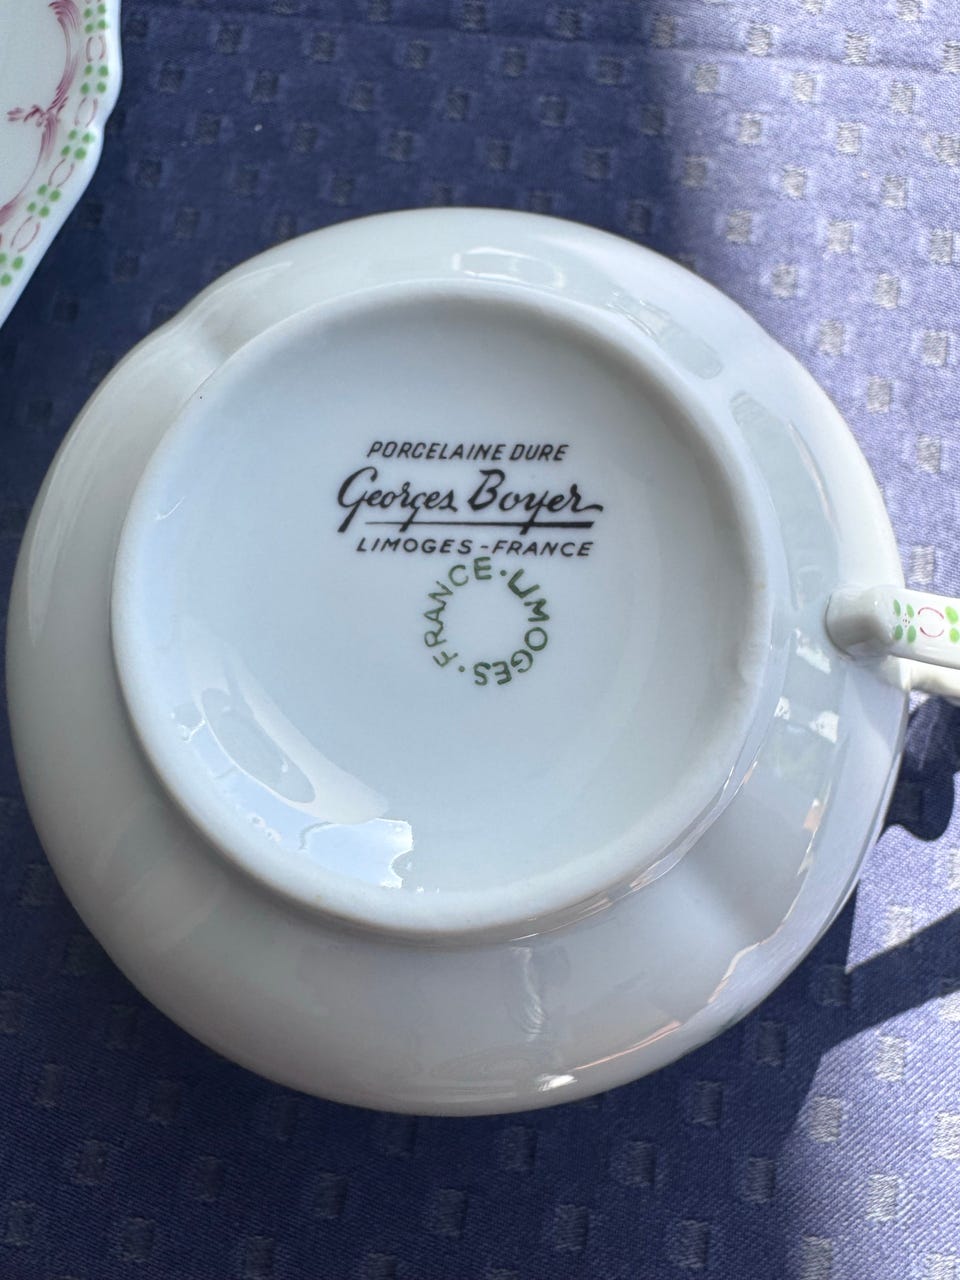 PORCELAINE DURE
Georges Boyer
LIMOGES-FRANCE
FRANCE·LIMOGES·